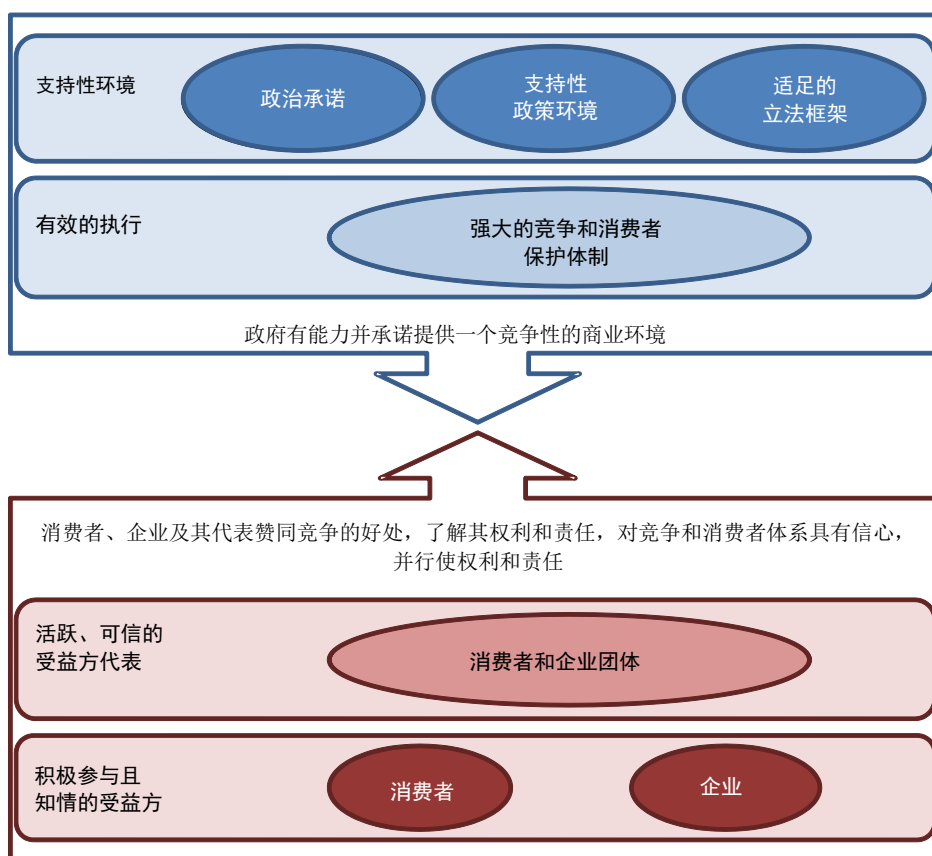 支持性环境
政治承诺
支持性
政策环境
适足的
立法框架
有效的执行
强大的竞争和消费者
保护体制
政府有能力并承诺提供一个竞争性的商业环境
消费者、企业及其代表赞同竞争的好处，了解其权利和责任，对竞争和消费者体系具有信心，
并行使权利和责任
活跃、可信的
受益方代表
消费者和企业团体
积极参与且
知情的受益方
消费者
企业